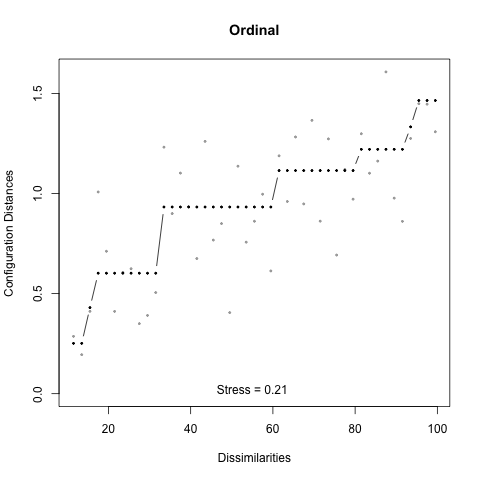 Ordinal
Configuration Distances
1.5
1.0
0.5
0.0
Stress = 0.21
20 40 60 80 100
Dissimilarities